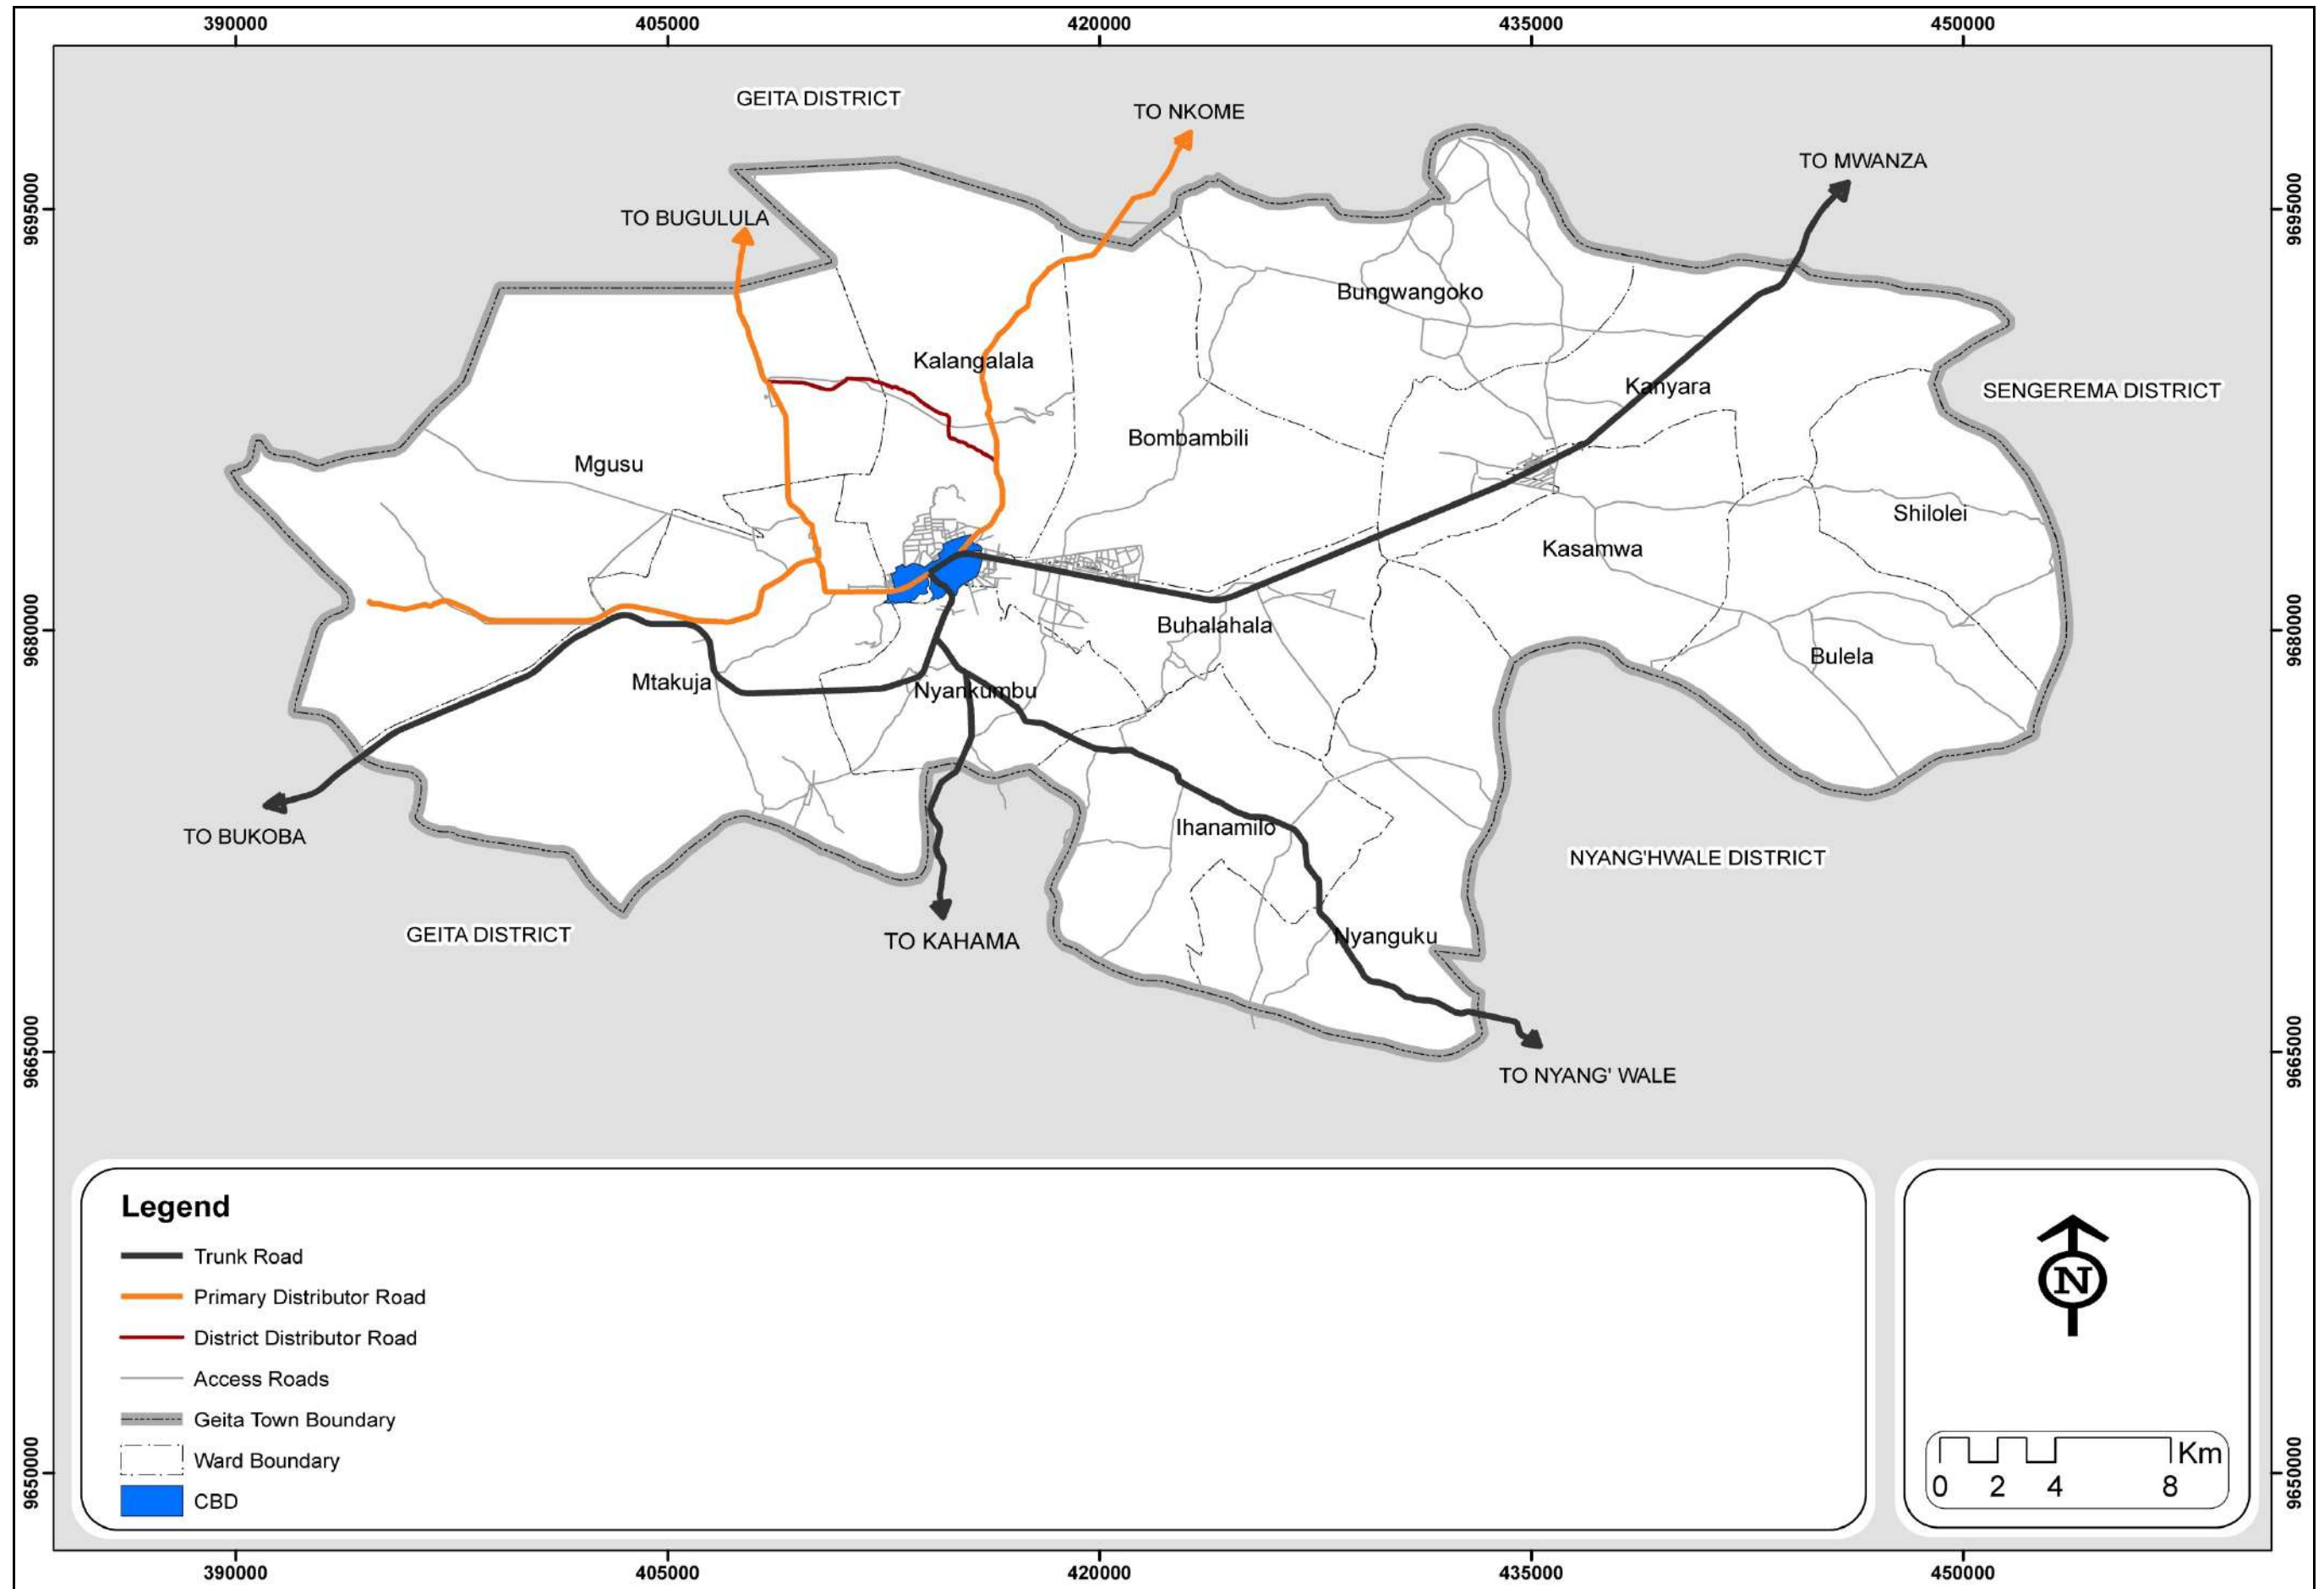 390000
405000
420000
435000
450000
GEITA DISTRICT
TO NKOME
TO MWANZA
9695000
9695000
TO BUGULULA
Bungwangoko
Kalangalala
Kanyara
SENGEREMA DISTRICT
Bombambili
Mgusu
Shilolei
Kasamwa
9680000
9680000
Buhalahala
Bulela
Mtakuja
Nyankumbu
TO BUKOBA
Ihanamilo
NYANG'HWALE DISTRICT
GEITA DISTRICT
TO KAHAMA
Nyanguku
9665000
9665000
TO NYANG' WALE
Legend
Trunk Road
Primary Distributor Road
District Distributor Road
Access Roads
Geita Town Boundary
Ward Boundary
CBD
N
Km
0 2 4 8
9650000
9650000
390000
405000
420000
435000
450000